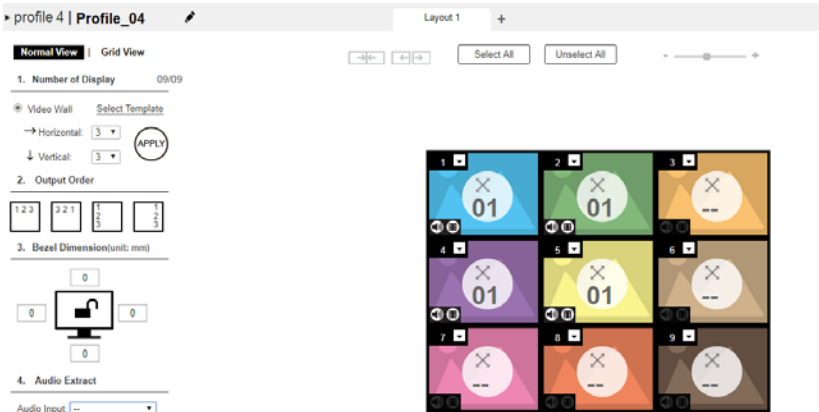 profile 4 | Profile_04
Layout 1 +
Normal View | Grid View
Select All Unselect All
- +
1. Number of Display 09/09
Video Wall Select Template
Horizontal: 3
APPLY
Vertical: 3
2. Output Order
1 2 3
3 2 1
1
2
3
1
2
3
3. Bezel Dimension(unit: mm)
0
0 0
0
4. Audio Extract
Audio Input: --
1 2 3
01 01 --
4 5 6
01 01 --
7 8 9
-- -- --